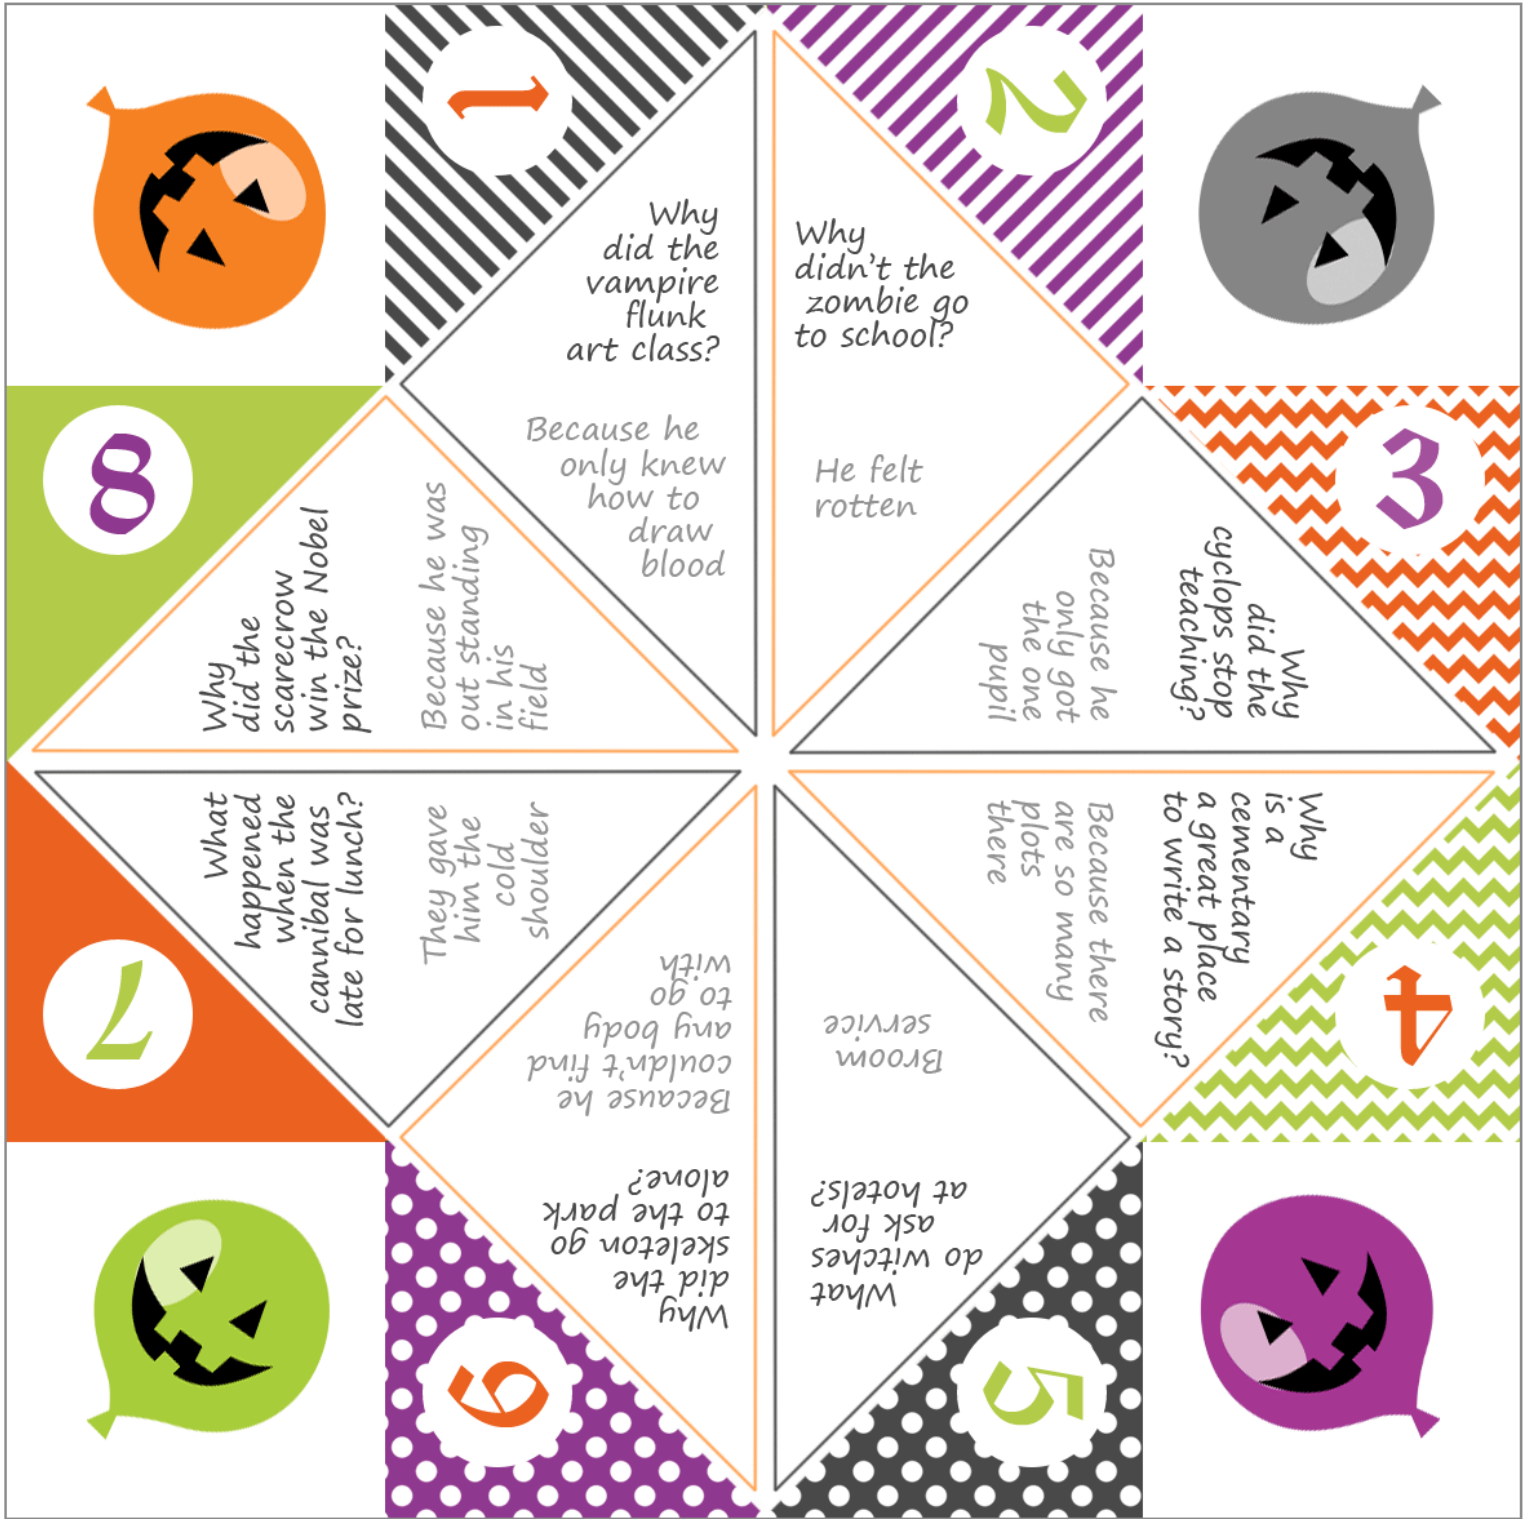 1
Why
did the
vampire
flunk
art class?
Because he
only knew
how to
draw
blood
2
Why
didn't the
zombie go
to school?
He felt
rotten
3
Why
did the
cyclops stop
teaching?
Because he
only got
the one
pupil
4
Why
is a
cementary
a great place
to write a story?
Because there
are so many
plots
there
5
What
do witches
ask for
at hotels?
Broom
service
6
Why
did the
skeleton go
to the park
alone?
Because he
couldn't find
any body
to go
with
7
What
happened
when the
cannibal was
late for lunch?
They gave
him the
cold
shoulder
8
Why
did the
scarecrow
win the Nobel
prize?
Because he was
out standing
in his
field